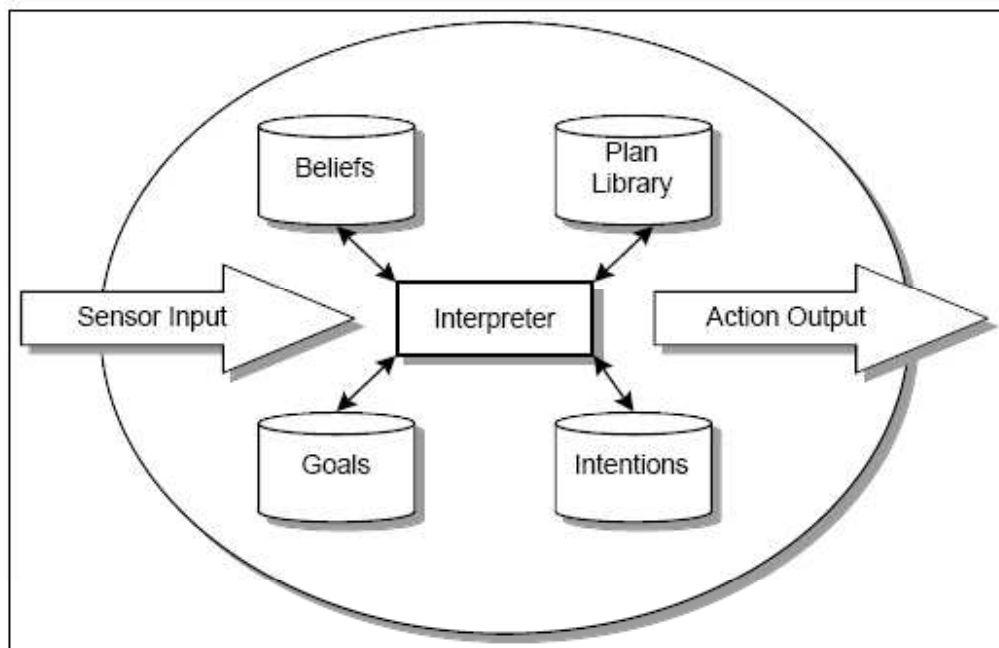 Beliefs
Plan
Library
Sensor Input
Interpreter
Action Output
Goals
Intentions